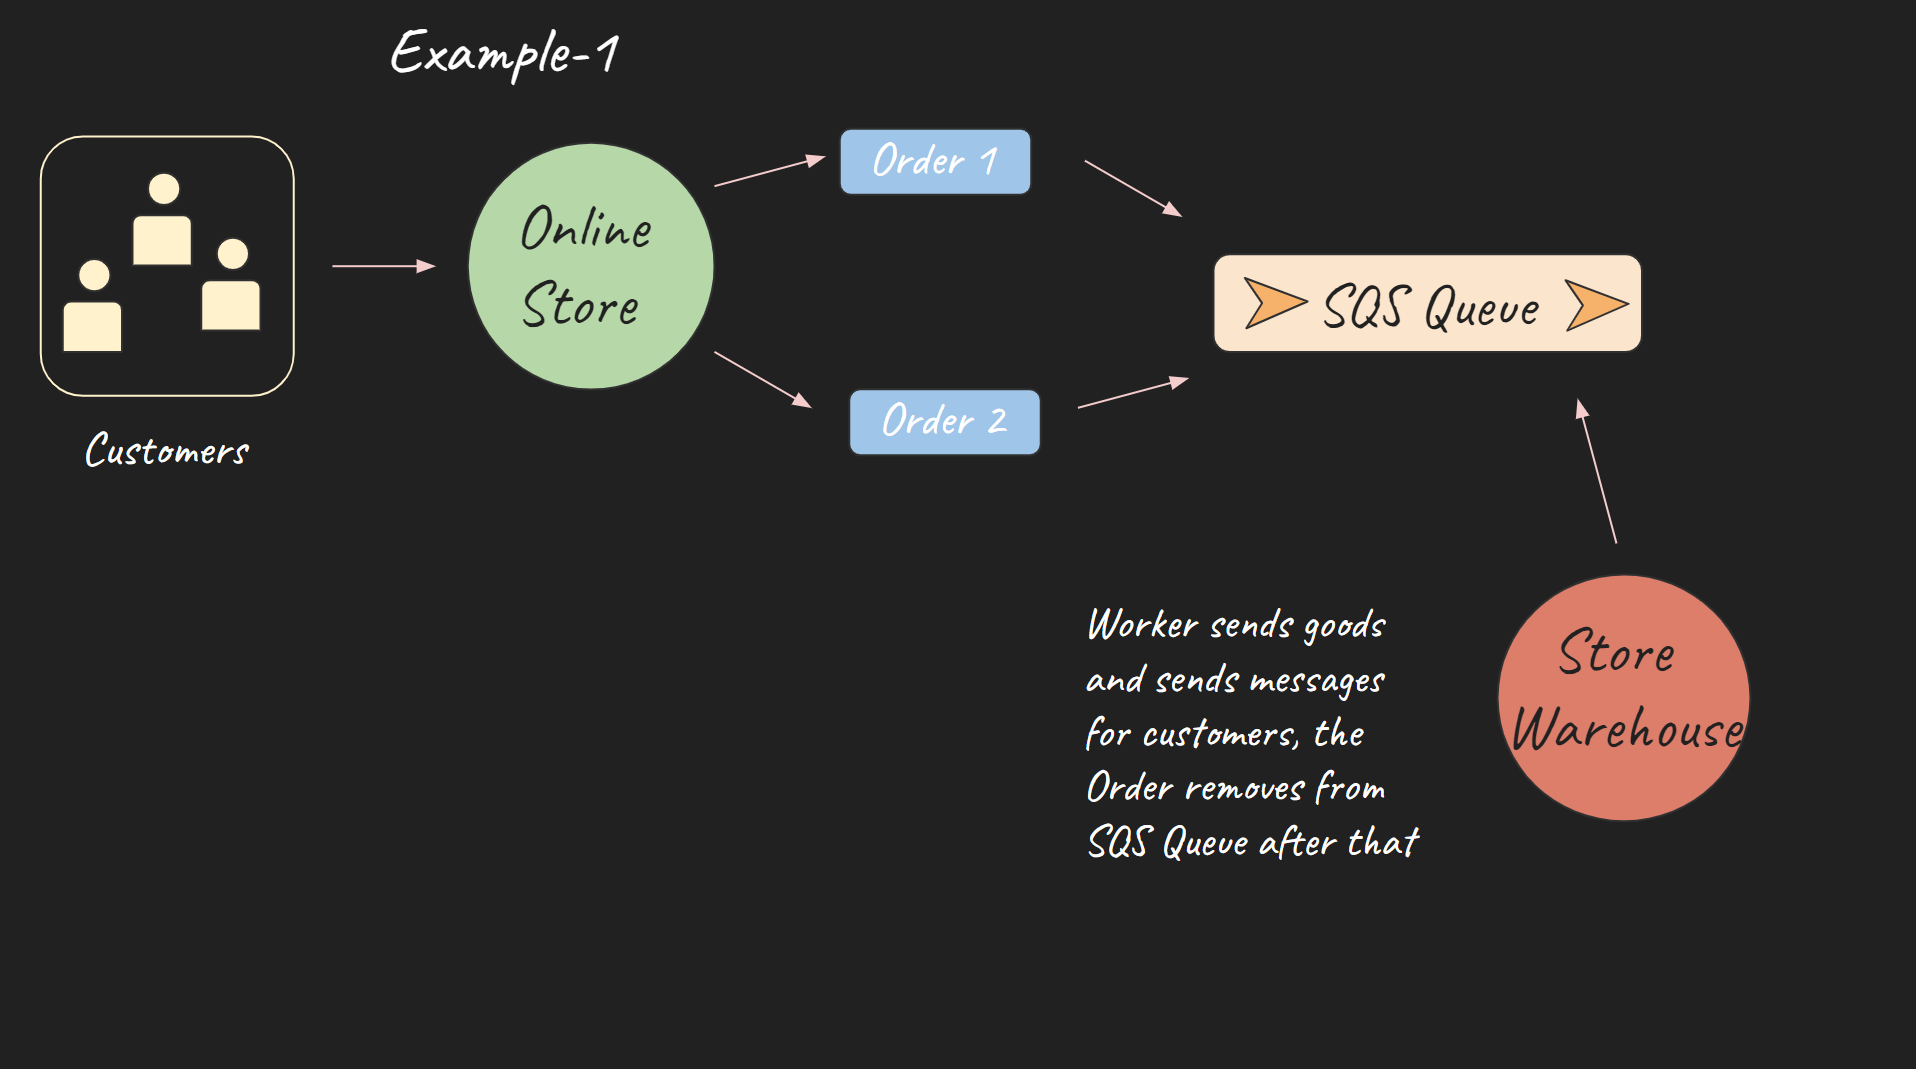 Example-1
Customers
Online
Store
Order 1
Order 2
SQS Queue
Worker sends goods
and sends messages
for customers, the
Order removes from
SQS Queue after that
Store
Warehouse